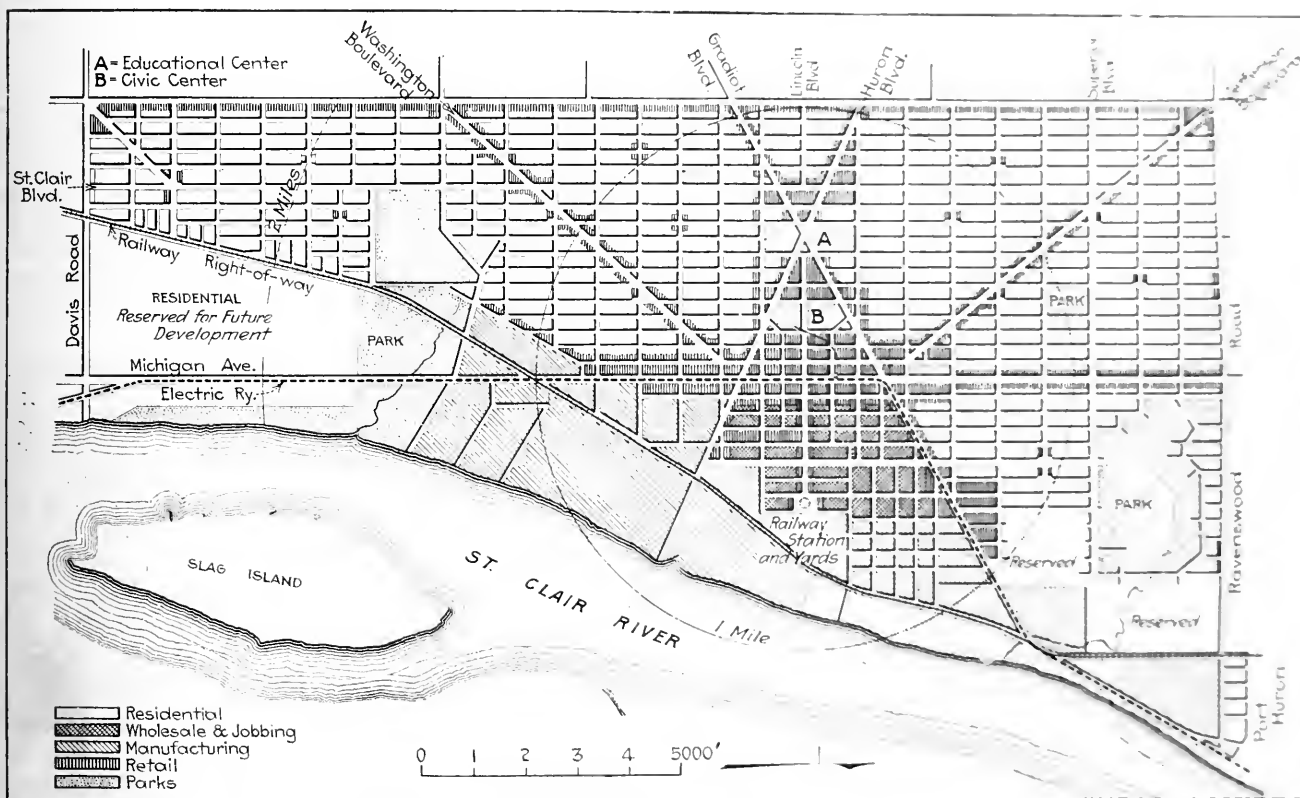 A = Educational Center
B = Civic Center
Washington
Boulevard
Gratiot
Blvd.
Lincoln
Blvd
Huron
Blvd.
Superior
Blvd
St. Clair
Blvd.
2 Miles
Railway Right-of-way
Davis Road
RESIDENTIAL
Reserved for Future
Development
PARK
Michigan Ave.
Electric Ry.
A
B
PARK
Road
Railway
Station
and Yards
Reserved
PARK
Ravenswood
Reserved
SLAG ISLAND
ST. CLAIR RIVER
1 Mile
Port
Huron
Residential
Wholesale & Jobbing
Manufacturing
Retail
Parks
0 1 2 3 4 5000'